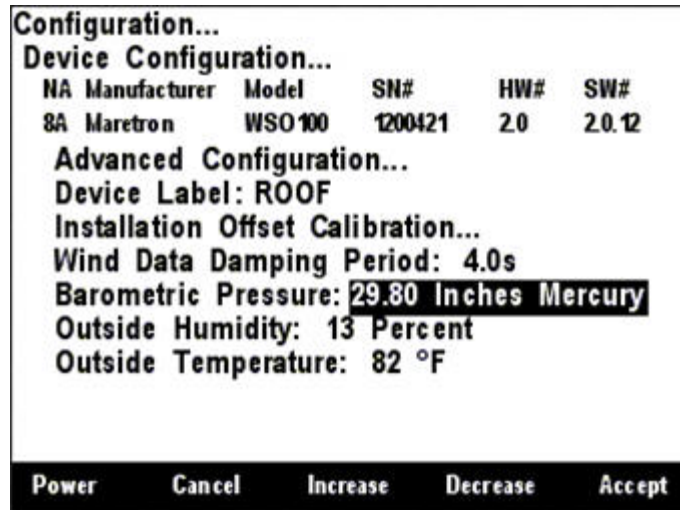 Configuration...
Device Configuration...
NA Manufacturer Model SN# HW# SW#
8A Maretron WSO100 1200421 2.0 2.0.12
Advanced Configuration...
Device Label: ROOF
Installation Offset Calibration...
Wind Data Damping Period: 4.0s
Barometric Pressure: 29.80 Inches Mercury
Outside Humidity: 13 Percent
Outside Temperature: 82 °F
Power Cancel Increase Decrease Accept